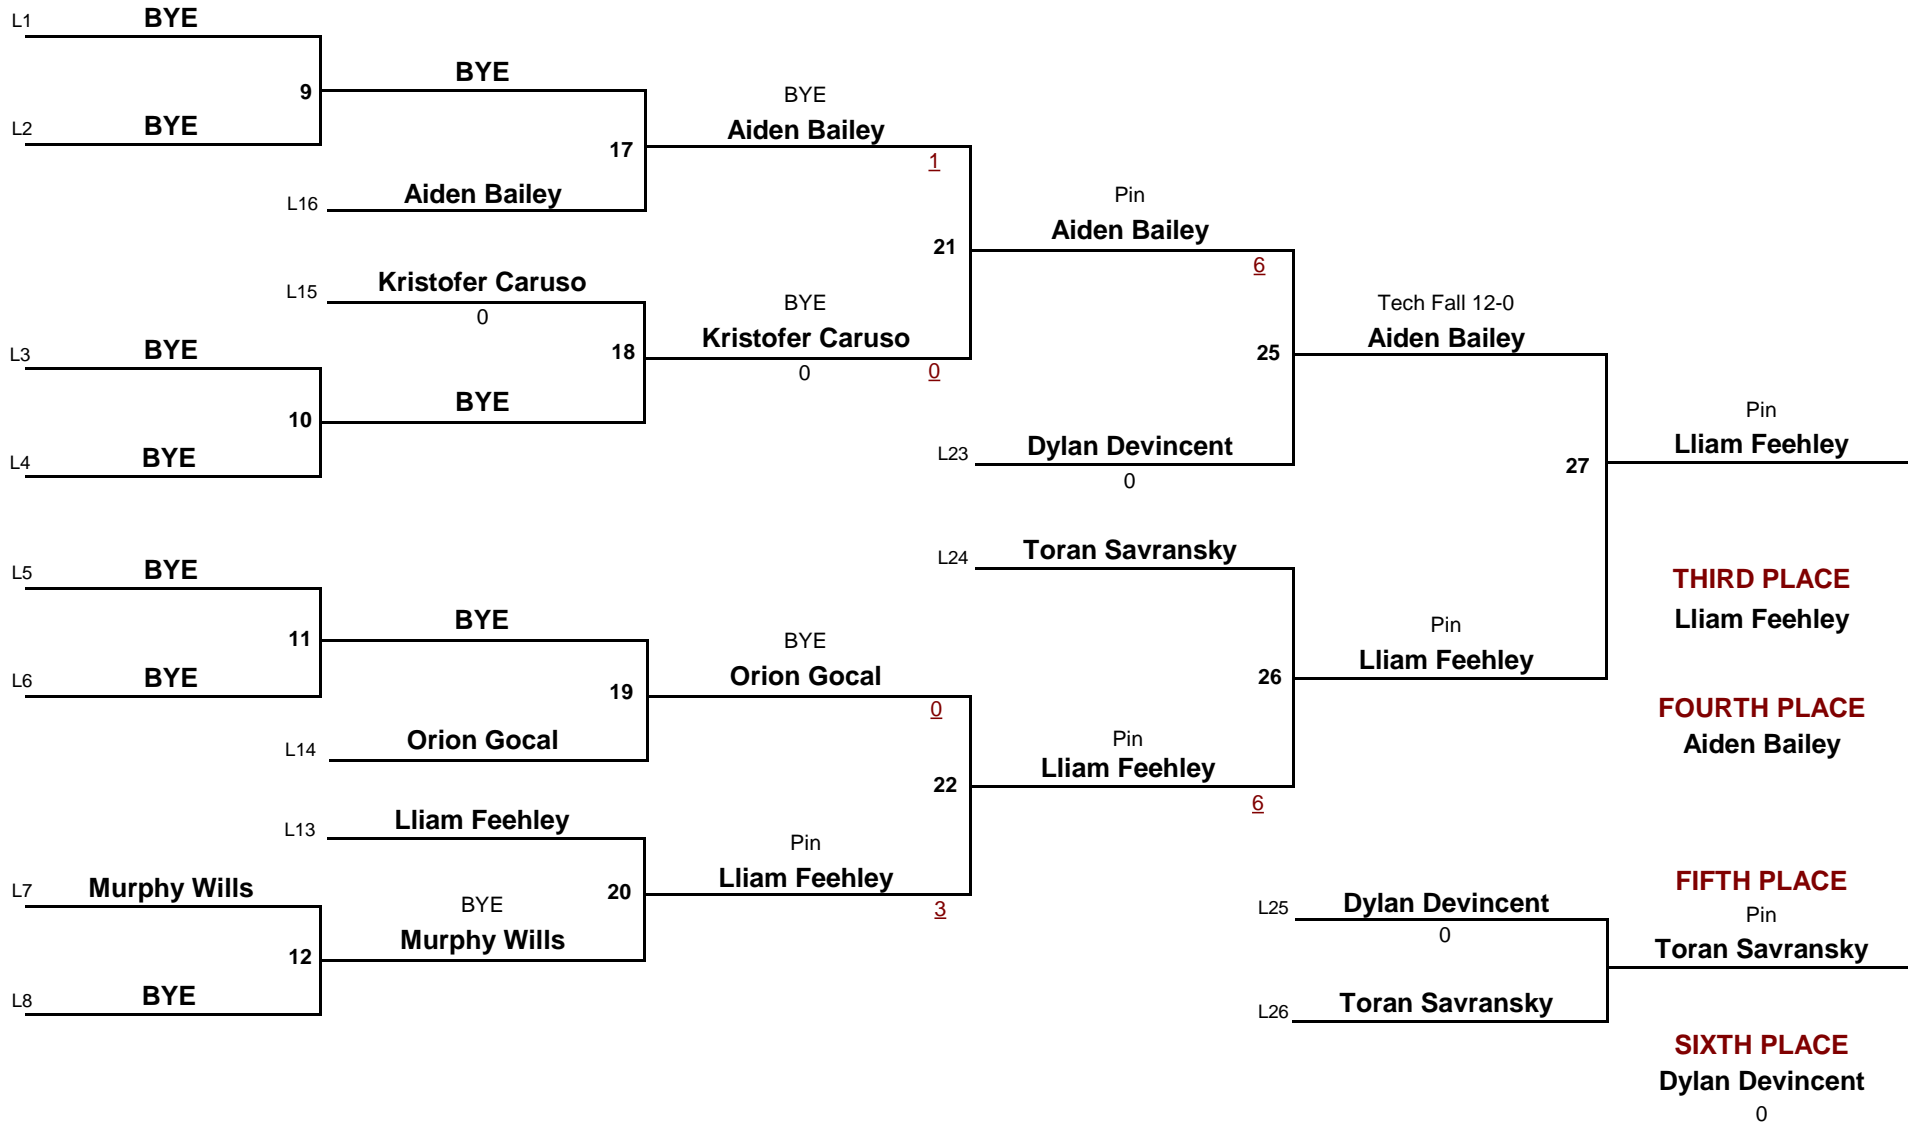 L1 BYE
9
BYE
L2 BYE
17
BYE
Aiden Bailey
1
L16 Aiden Bailey
21
Pin
Aiden Bailey
6
L15 Kristofer Caruso
0
18
BYE
Kristofer Caruso
0
0
L3 BYE
10
BYE
L4 BYE
25
Tech Fall 12-0
Aiden Bailey
L23 Dylan Devincent
0
27
Pin
Lliam Feehley
L24 Toran Savransky
L5 BYE
11
BYE
L6 BYE
19
BYE
Orion Gocal
0
L14 Orion Gocal
26
Pin
Lliam Feehley
THIRD PLACE
Lliam Feehley
FOURTH PLACE
Aiden Bailey
22
Pin
Lliam Feehley
6
L13 Lliam Feehley
20
Pin
Lliam Feehley
3
L7 Murphy Wills
12
BYE
Murphy Wills
L8 BYE
L25 Dylan Devincent
0
L26 Toran Savransky
FIFTH PLACE
Pin
Toran Savransky
SIXTH PLACE
Dylan Devincent
0